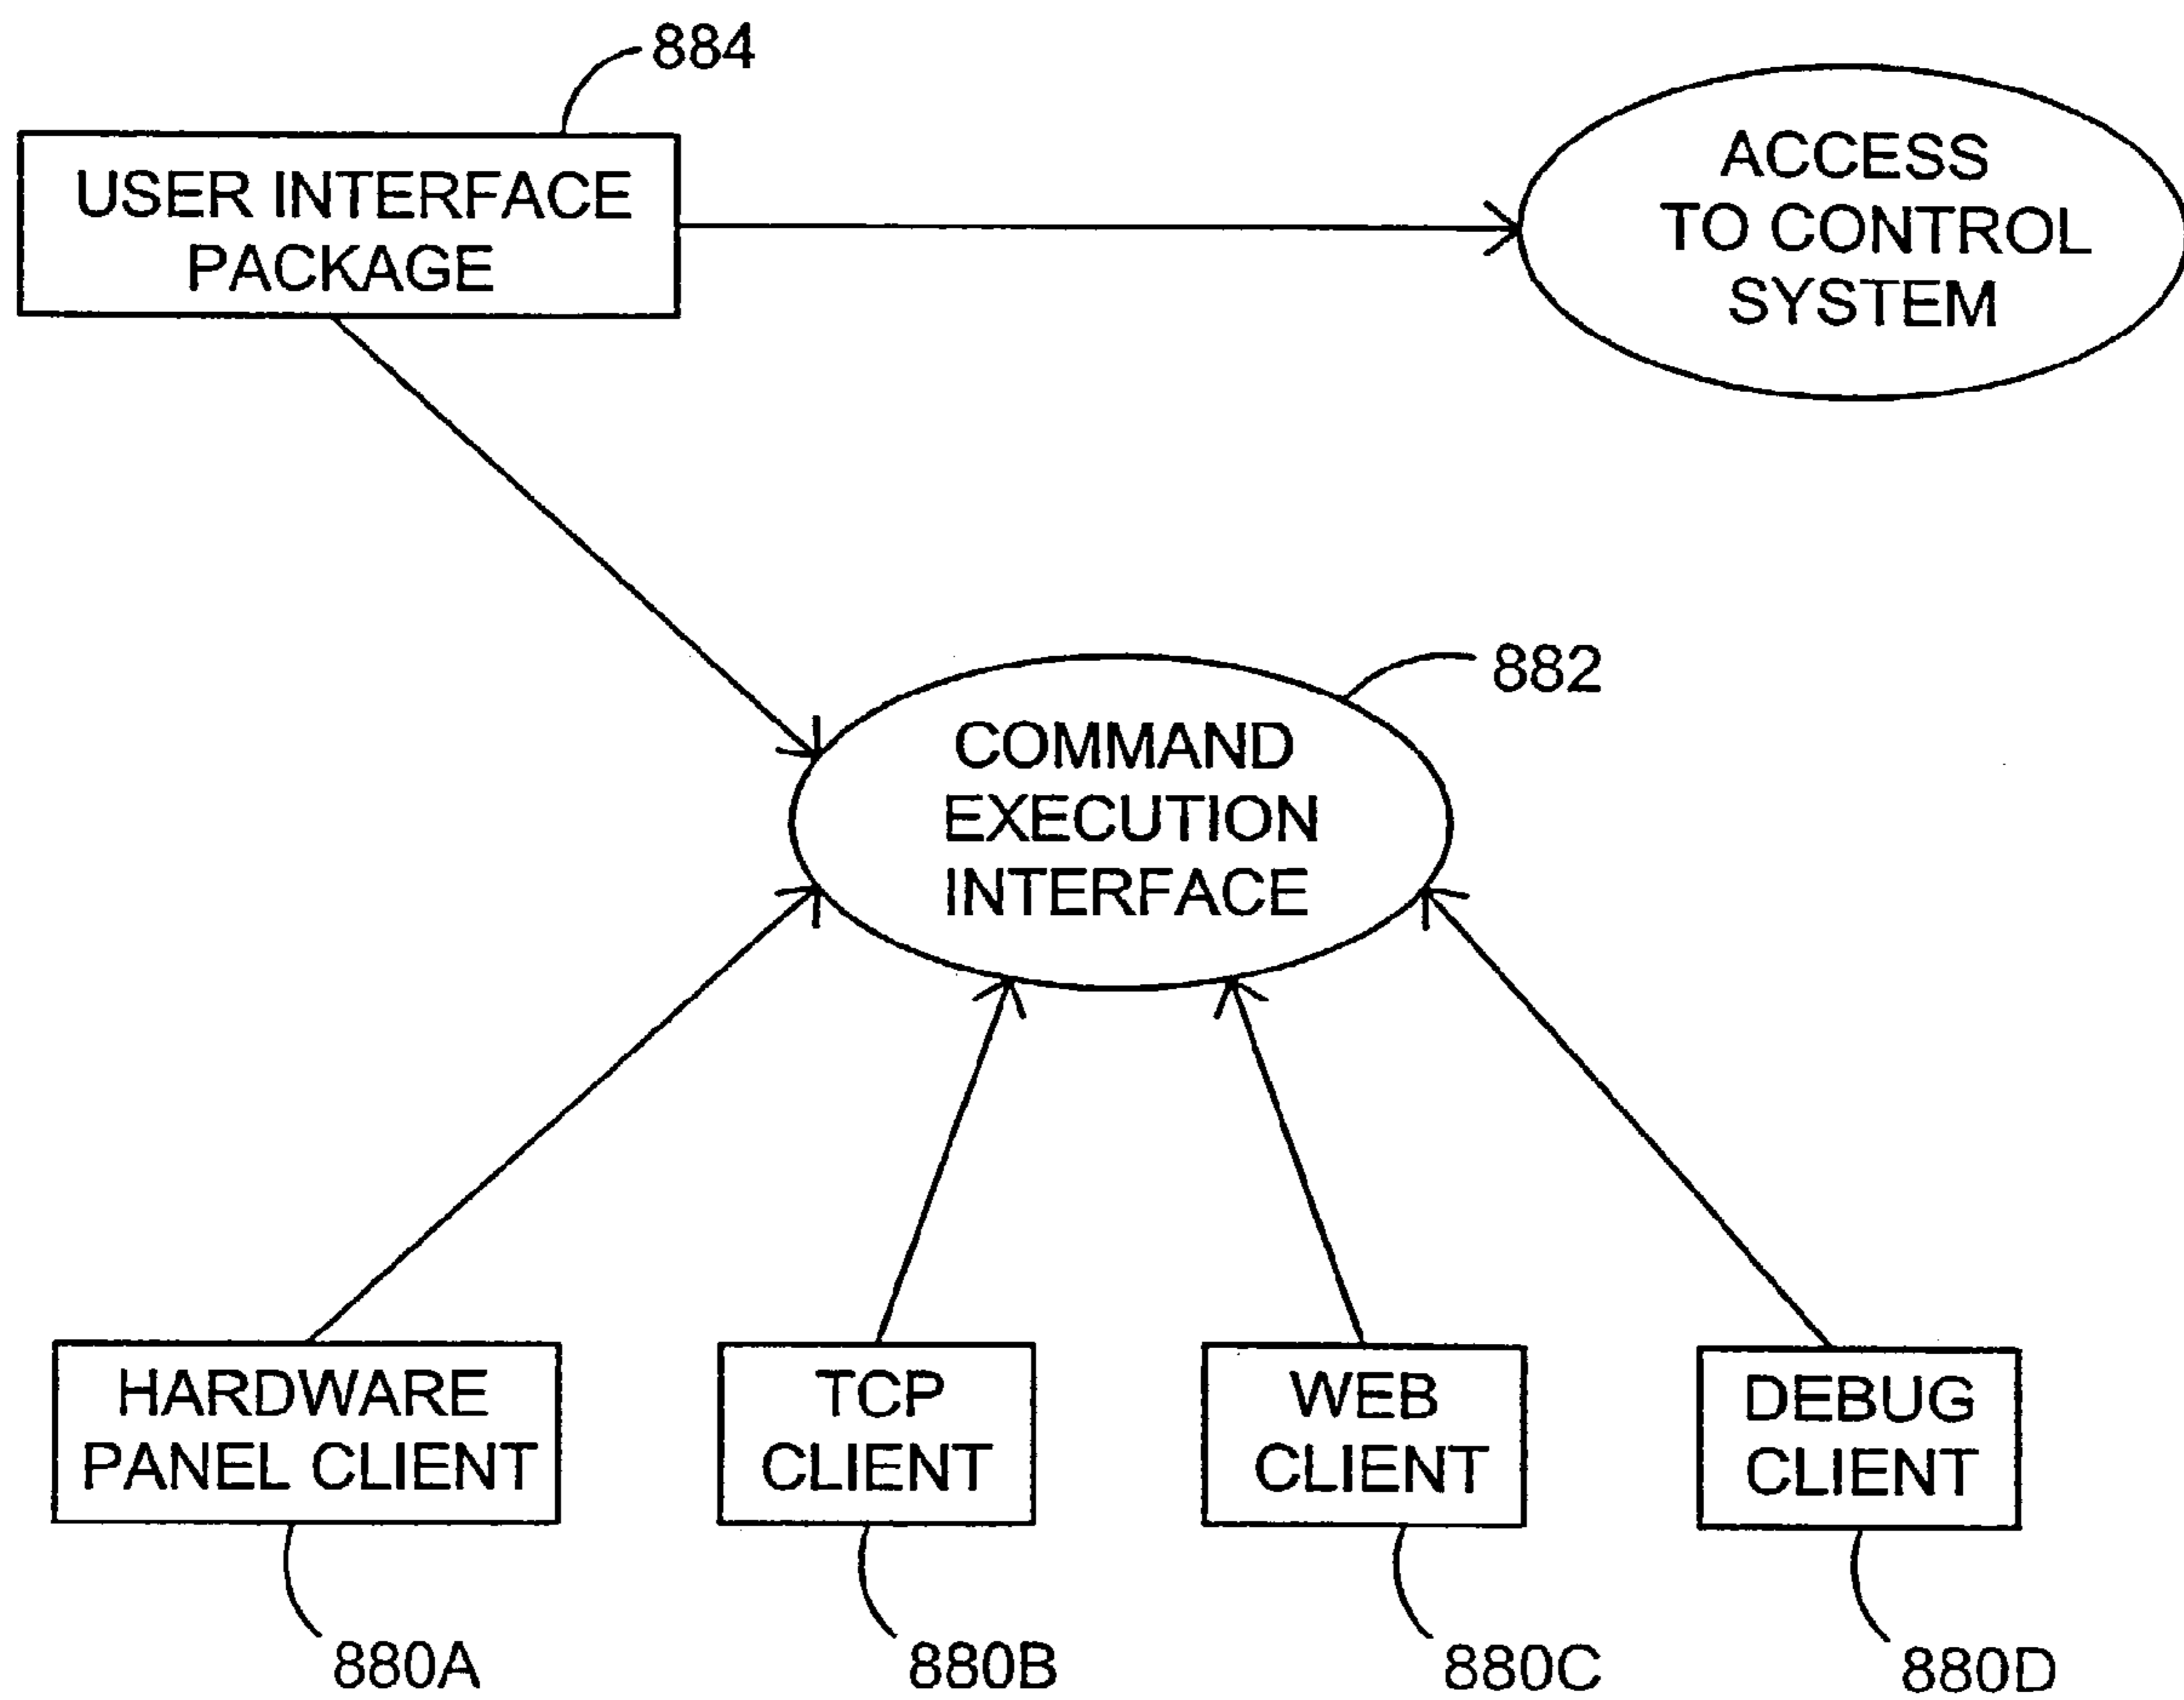 884
USER INTERFACE
PACKAGE
ACCESS
TO CONTROL
SYSTEM
882
COMMAND
EXECUTION
INTERFACE
HARDWARE
PANEL CLIENT
TCP
CLIENT
WEB
CLIENT
DEBUG
CLIENT
880A
880B
880C
880D